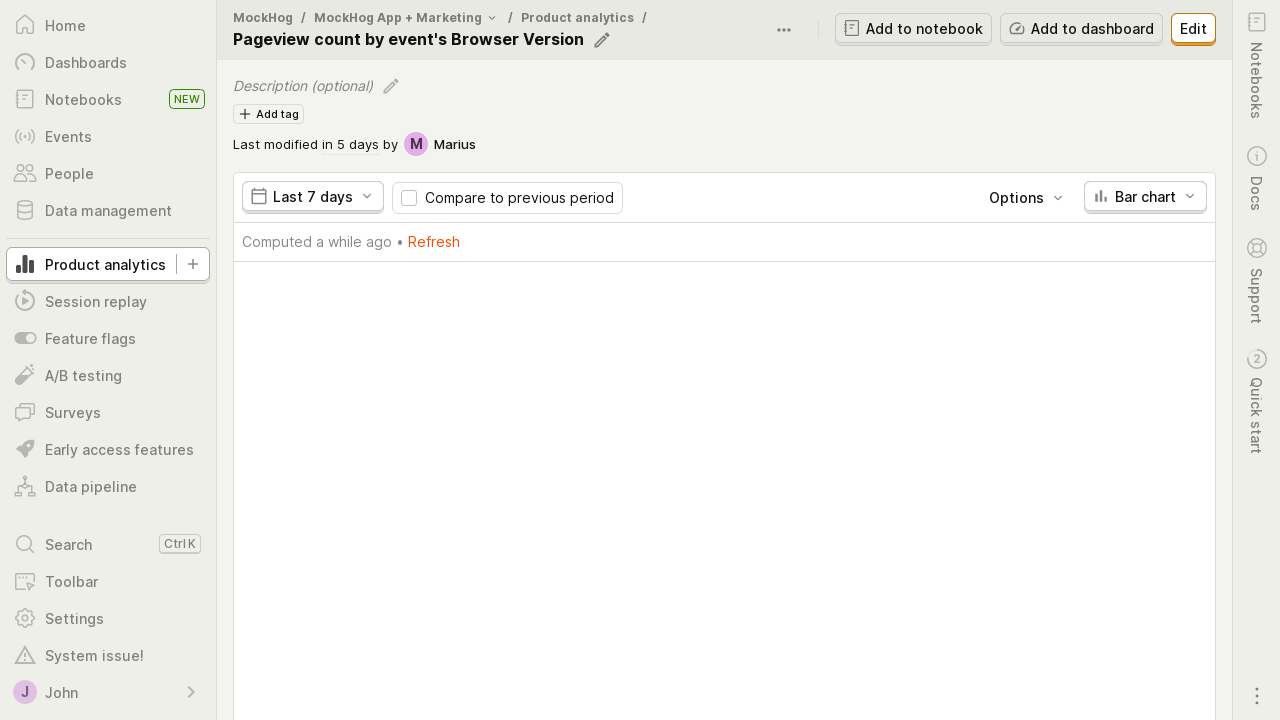 Home
Dashboards
Notebooks NEW
Events
People
Data management
Product analytics
Session replay
Feature flags
A/B testing
Surveys
Early access features
Data pipeline
Search Ctrl K
Toolbar
Settings
System issue!
J John
MockHog / MockHog App + Marketing / Product analytics /
Pageview count by event's Browser Version
Add to notebook
Add to dashboard
Edit
Description (optional)
Add tag
Last modified in 5 days by M Marius
Last 7 days
Compare to previous period
Options
Bar chart
Computed a while ago • Refresh
Notebooks
Docs
Support
2 Quick start